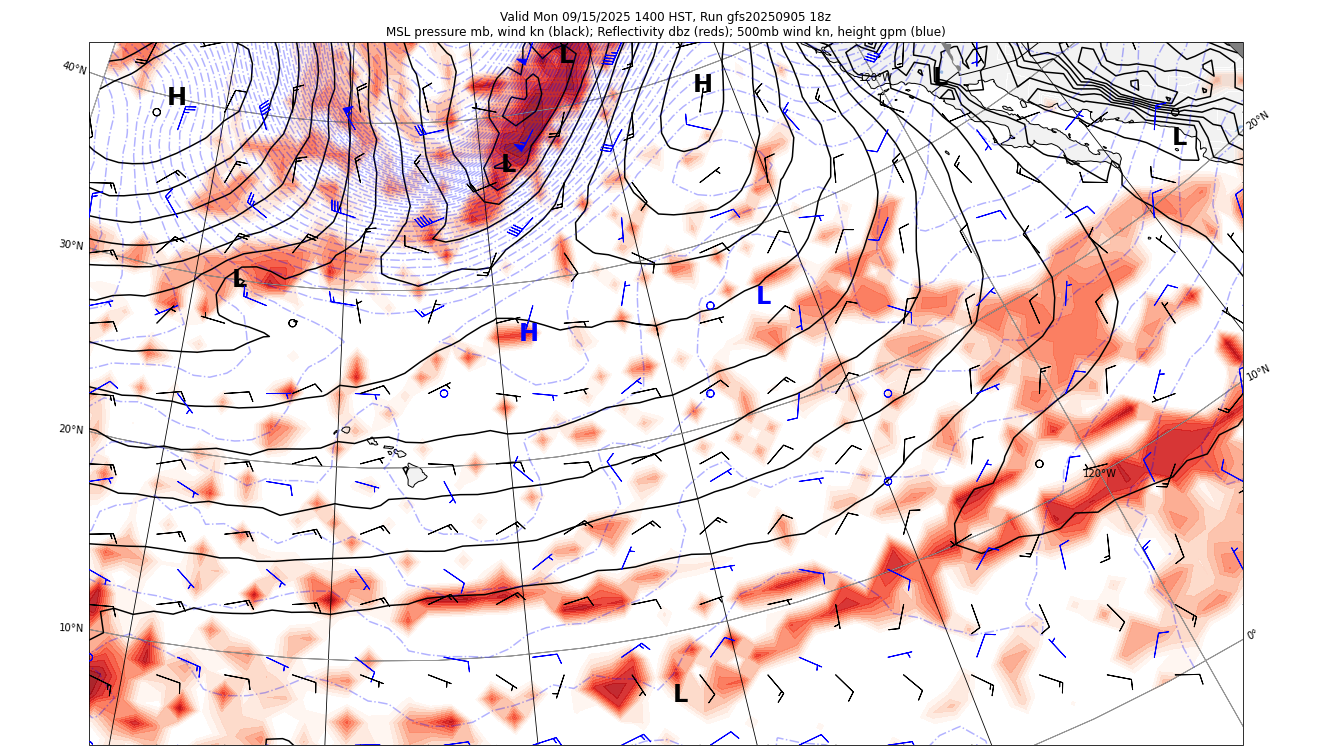 Valid Mon 09/15/2025 1400 HST, Run gfs20250905 18z
MSL pressure mb, wind kn (black); Reflectivity dbz (reds); 500mb wind kn, height gpm (blue)
L
40°N
H
H
120°W
L
20°N
L
L
30°N
L
L
H
10°N
20°N
120°W
10°N
0°
L